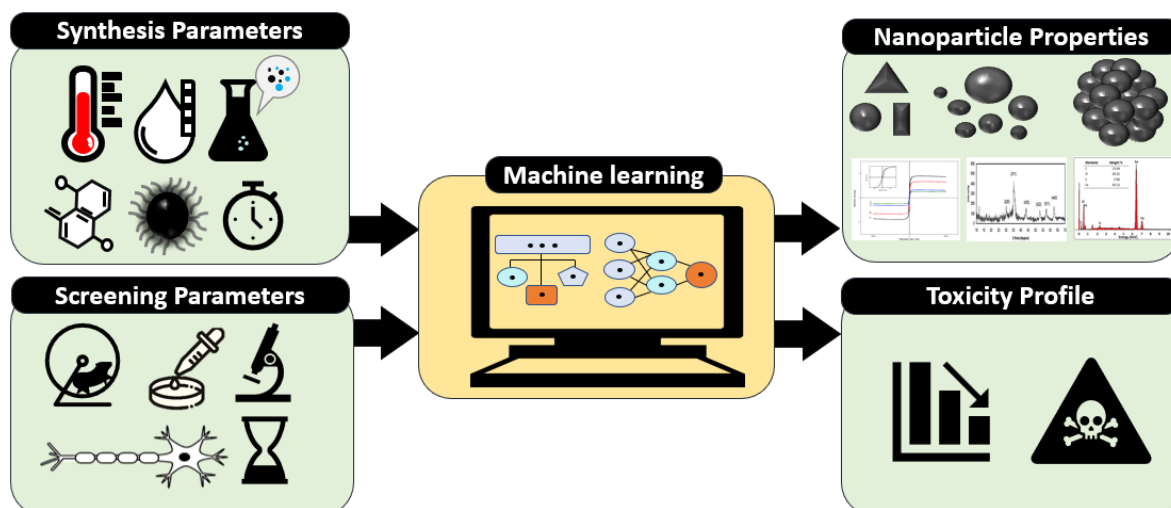 Synthesis Parameters
Nanoparticle Properties
Machine learning
Screening Parameters
Toxicity Profile